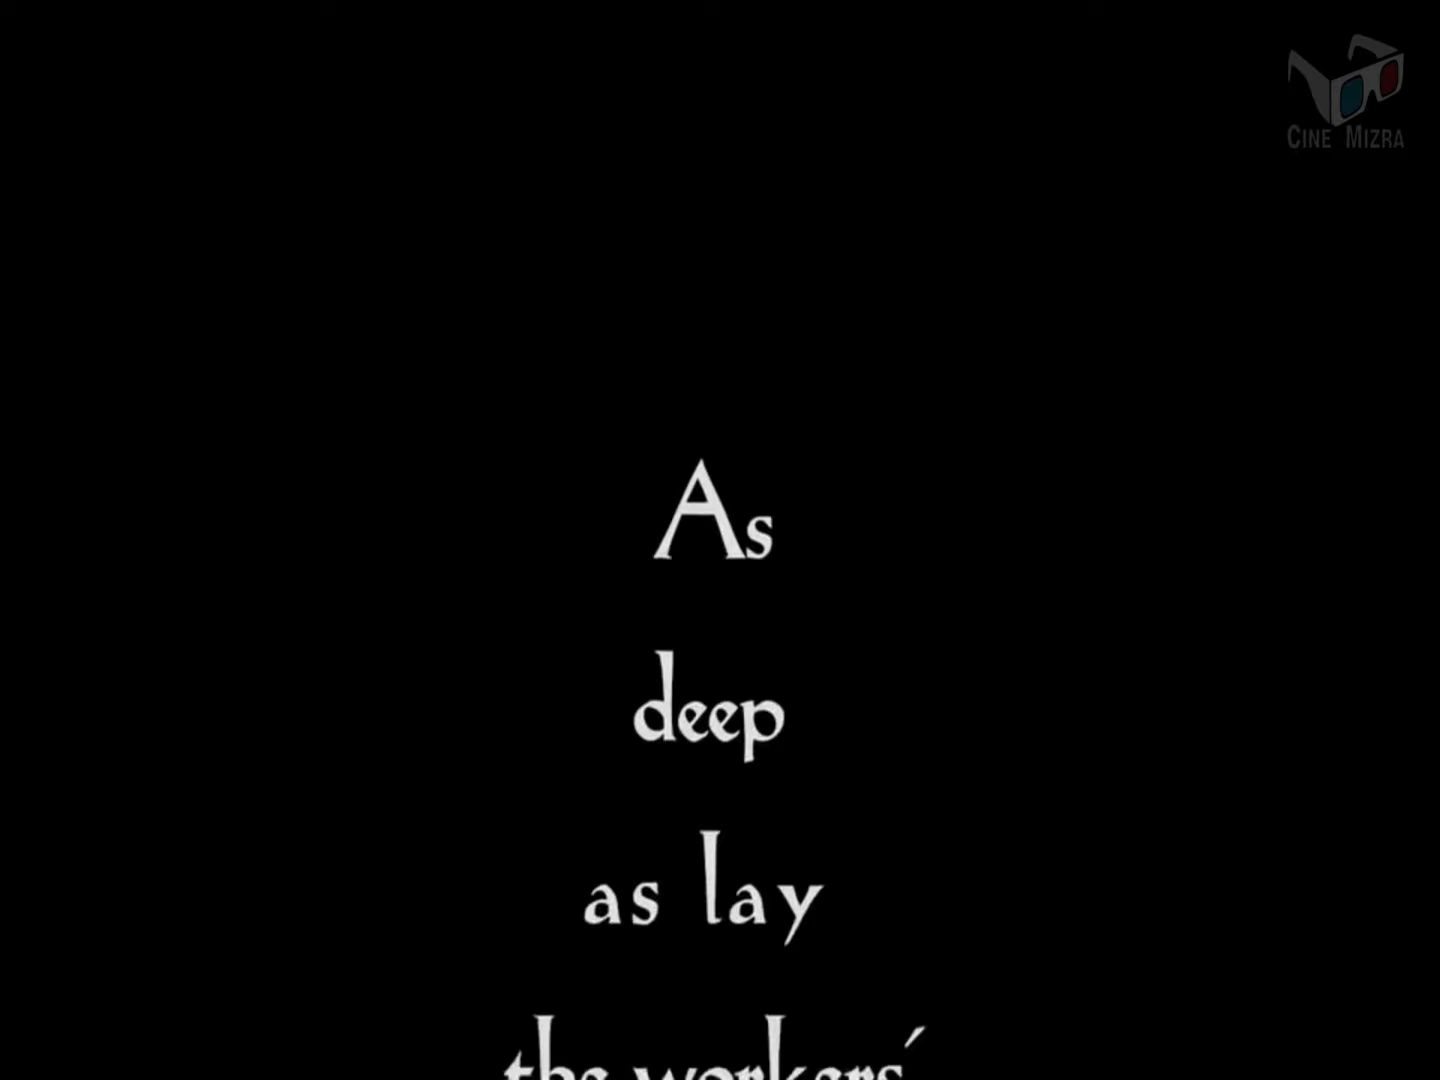 CINE MIZRA
As
deep
as lay
the workers´